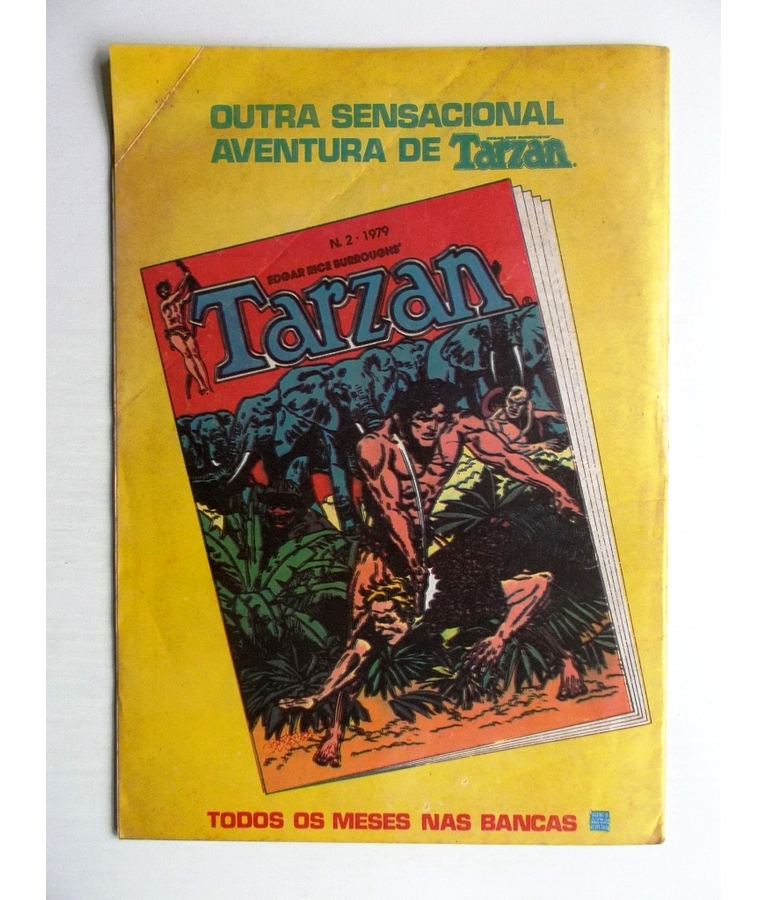 OUTRA SENSACIONAL
AVENTURA DE Tarzan.
N. 2 - 1979
EDGAR RICE BURROUGHS'
Tarzan
TODOS OS MESES NAS BANCAS